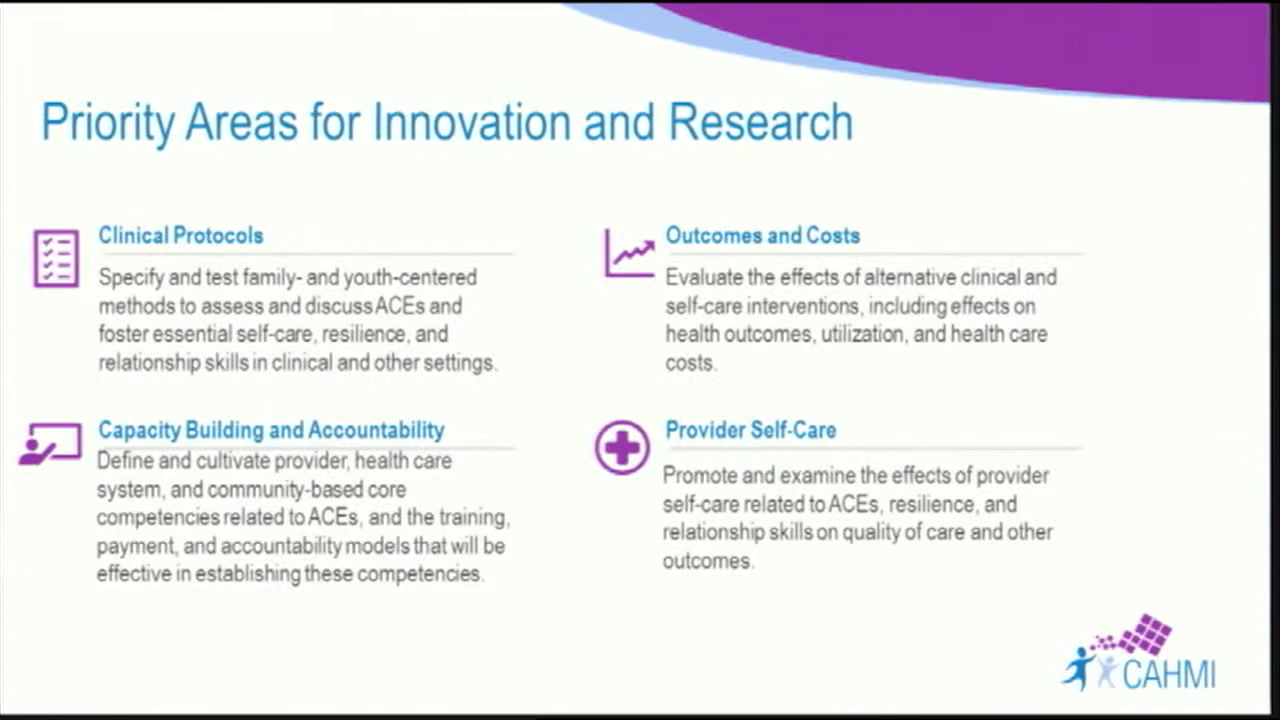 Priority Areas for Innovation and Research
Clinical Protocols
Specify and test family- and youth-centered
methods to assess and discuss ACEs and
foster essential self-care, resilience, and
relationship skills in clinical and other settings.
Outcomes and Costs
Evaluate the effects of alternative clinical and
self-care interventions, including effects on
health outcomes, utilization, and health care
costs.
Capacity Building and Accountability
Define and cultivate provider, health care
system, and community-based core
competencies related to ACEs, and the training,
payment, and accountability models that will be
effective in establishing these competencies.
Provider Self-Care
Promote and examine the effects of provider
self-care related to ACEs, resilience, and
relationship skills on quality of care and other
outcomes.
CAHMI